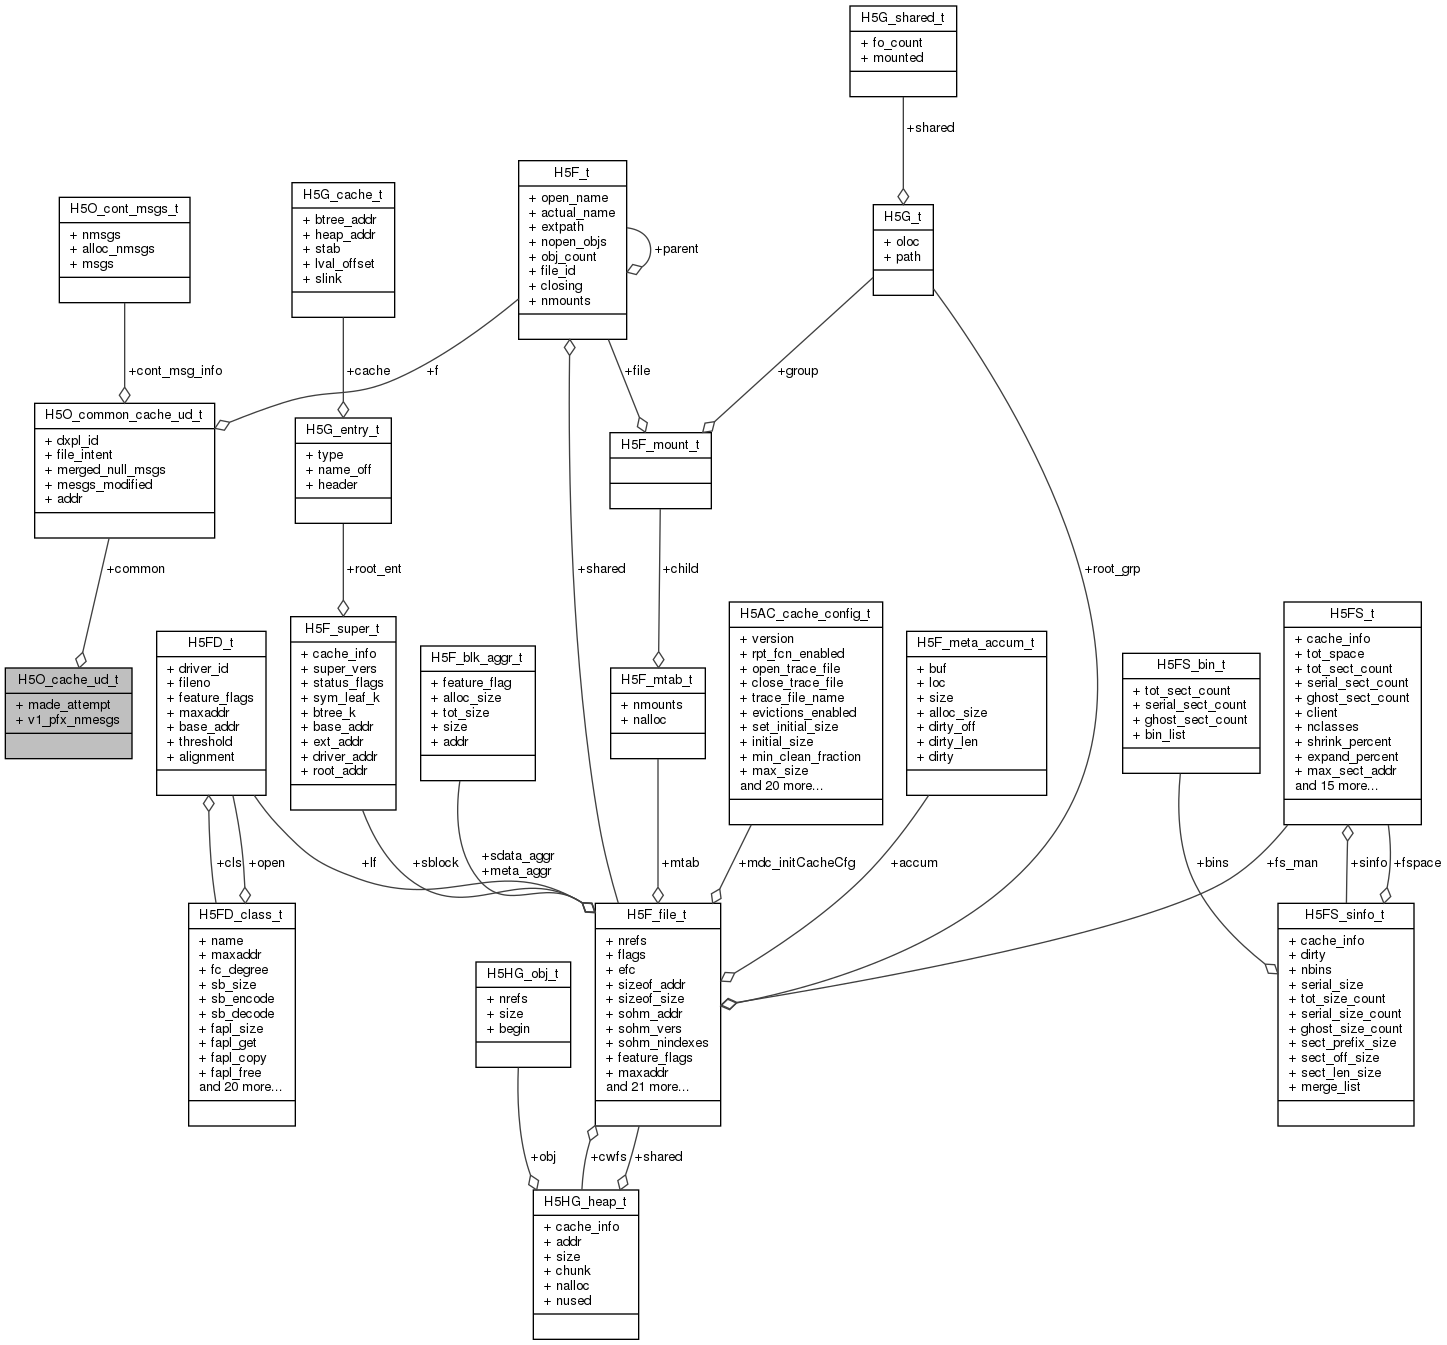 H5G_shared_t
+ fo_count
+ mounted
+shared
H5G_t
+ oloc
+ path
H5F_t
+ open_name
+ actual_name
+ extpath
+ nopen_objs
+ obj_count
+ file_id
+ closing
+ nmounts
+parent
H5G_cache_t
+ btree_addr
+ heap_addr
+ stab
+ lval_offset
+ slink
H5O_cont_msgs_t
+ nmsgs
+ alloc_nmsgs
+ msgs
+cont_msg_info
+cache
+f
+file
+group
H5O_common_cache_ud_t
+ dxpl_id
+ file_intent
+ merged_null_msgs
+ mesgs_modified
+ addr
H5G_entry_t
+ type
+ name_off
+ header
H5F_mount_t
+common
+root_ent
+shared
+child
+root_grp
H5O_cache_ud_t
+ made_attempt
+ v1_pfx_nmesgs
H5FD_t
+ driver_id
+ fileno
+ feature_flags
+ maxaddr
+ base_addr
+ threshold
+ alignment
H5F_super_t
+ cache_info
+ super_vers
+ status_flags
+ sym_leaf_k
+ btree_k
+ base_addr
+ ext_addr
+ driver_addr
+ root_addr
H5F_blk_aggr_t
+ feature_flag
+ alloc_size
+ tot_size
+ size
+ addr
H5F_mtab_t
+ nmounts
+ nalloc
H5AC_cache_config_t
+ version
+ rpt_fcn_enabled
+ open_trace_file
+ close_trace_file
+ trace_file_name
+ evictions_enabled
+ set_initial_size
+ initial_size
+ min_clean_fraction
+ max_size
and 20 more...
H5F_meta_accum_t
+ buf
+ loc
+ size
+ alloc_size
+ dirty_off
+ dirty_len
+ dirty
H5FS_bin_t
+ tot_sect_count
+ serial_sect_count
+ ghost_sect_count
+ bin_list
H5FS_t
+ cache_info
+ tot_space
+ tot_sect_count
+ serial_sect_count
+ ghost_sect_count
+ client
+ nclasses
+ shrink_percent
+ expand_percent
+ max_sect_addr
and 15 more...
+cls
+open
+lf
+sblock
+sdata_aggr
+meta_aggr
+mtab
+mdc_initCacheCfg
+accum
+bins
+fs_man
+sinfo
+fspace
H5FD_class_t
+ name
+ maxaddr
+ fc_degree
+ sb_size
+ sb_encode
+ sb_decode
+ fapl_size
+ fapl_get
+ fapl_copy
+ fapl_free
and 20 more...
H5HG_obj_t
+ nrefs
+ size
+ begin
H5F_file_t
+ nrefs
+ flags
+ efc
+ sizeof_addr
+ sizeof_size
+ sohm_addr
+ sohm_vers
+ sohm_nindexes
+ feature_flags
+ maxaddr
and 21 more...
H5FS_sinfo_t
+ cache_info
+ dirty
+ nbins
+ serial_size
+ tot_size_count
+ serial_size_count
+ ghost_size_count
+ sect_prefix_size
+ sect_off_size
+ sect_len_size
+ merge_list
+obj
+cwfs
+shared
H5HG_heap_t
+ cache_info
+ addr
+ size
+ chunk
+ nalloc
+ nused